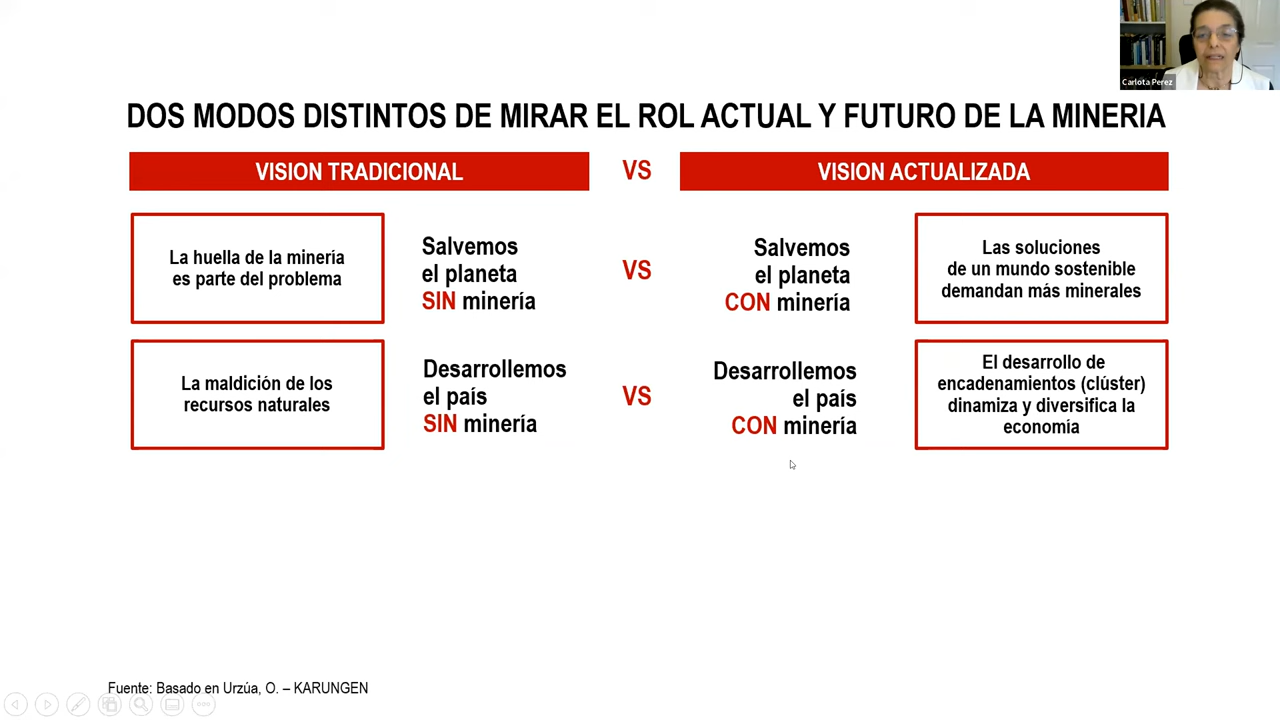 Carlota Perez
DOS MODOS DISTINTOS DE MIRAR EL ROL ACTUAL Y FUTURO DE LA MINERIA
VISION TRADICIONAL
VS
VISION ACTUALIZADA
La huella de la minería
es parte del problema
Salvemos
el planeta
SIN minería
VS
Salvemos
el planeta
CON minería
Las soluciones
de un mundo sostenible
demandan más minerales
La maldición de los
recursos naturales
Desarrollemos
el país
SIN minería
VS
Desarrollemos
el país
CON minería
El desarrollo de
encadenamientos (clúster)
dinamiza y diversifica la
economía
Fuente: Basado en Urzúa, O. – KARUNGEN